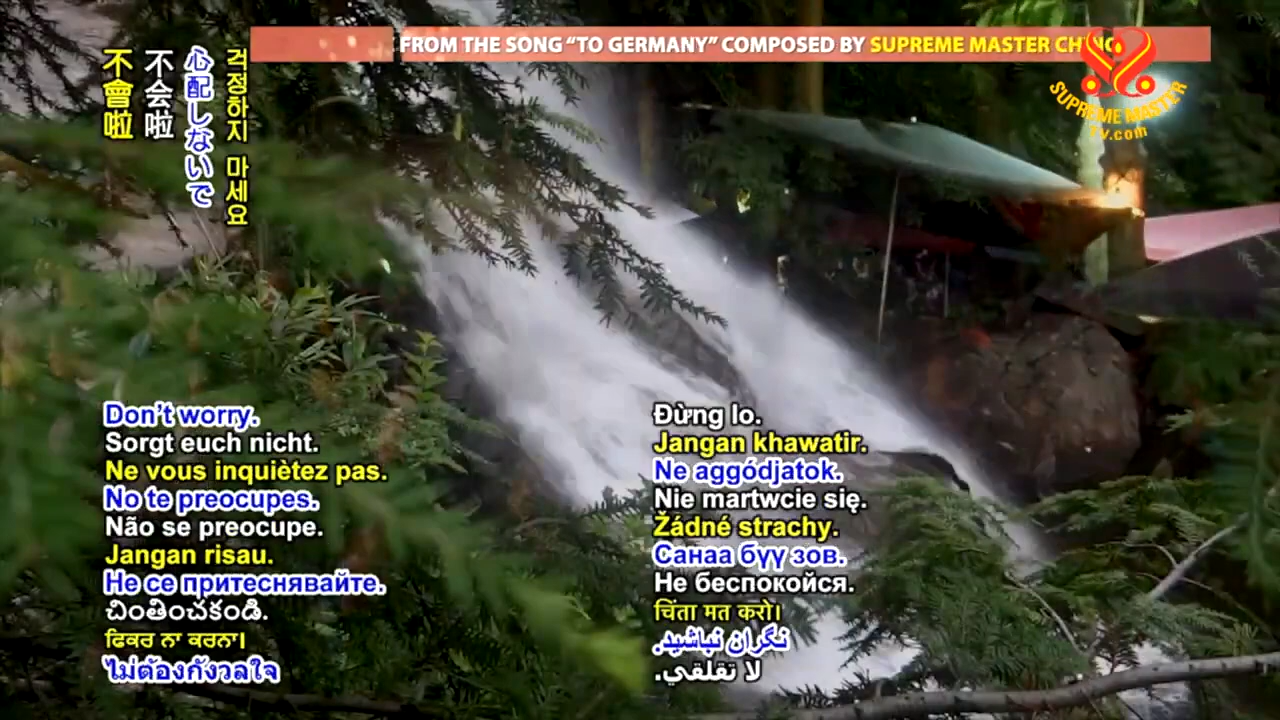 FROM THE SONG “TO GERMANY” COMPOSED BY SUPREME MASTER
SUPREME MASTER
TV.com
걱정하지 마세요
心配しないで
不会啦
不會啦
Don’t worry.
Sorgt euch nicht.
Ne vous inquiètez pas.
No te preocupes.
Não se preocupe.
Jangan risau.
Не се притеснявайте.
చింతించకండి.
ਫਿਕਰ ਨਾ ਕਰਨਾ।
ไม่ต้องกังวลใจ
Đừng lo.
Jangan khawatir.
Ne aggódjatok.
Nie martwcie się.
Žádné strachy.
Санаа бүү зов.
Не беспокойся.
चिंता मत करो।
نگران نباشید.
لا تقلقي.